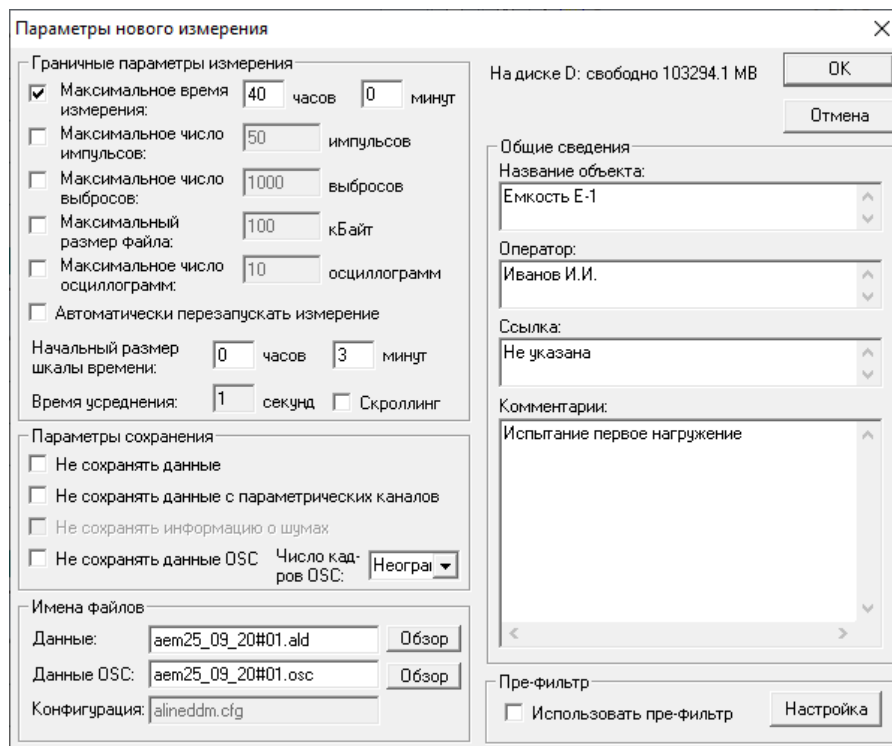 Параметры нового измерения
Граничные параметры измерения
Максимальное время
измерения:
40 часов 0 минут
Максимальное число
импульсов:
50 импульсов
Максимальное число
выбросов:
1000 выбросов
Максимальный
размер файла:
100 кБайт
Максимальное число
осциллограмм:
10 осциллограмм
Автоматически перезапускать измерение
Начальный размер
шкалы времени:
0 часов 3 минут
Время усреднения: 1 секунд Скроллинг
Параметры сохранения
Не сохранять данные
Не сохранять данные с параметрических каналов
Не сохранять информацию о шумах
Не сохранять данные OSC
Число кад-
ров OSC:
Неограі
Имена файлов
Данные: aem25_09_20#01.ald Обзор
Данные OSC: aem25_09_20#01.osc Обзор
Конфигурация: alineddm.cfg
На диске D: свободно 103294.1 MB
OK
Отмена
Общие сведения
Название объекта:
Емкость Е-1
Оператор:
Иванов И.И.
Ссылка:
Не указана
Комментарии:
Испытание первое нагружение
Пре-фильтр
Использовать пре-фильтр
Настройка